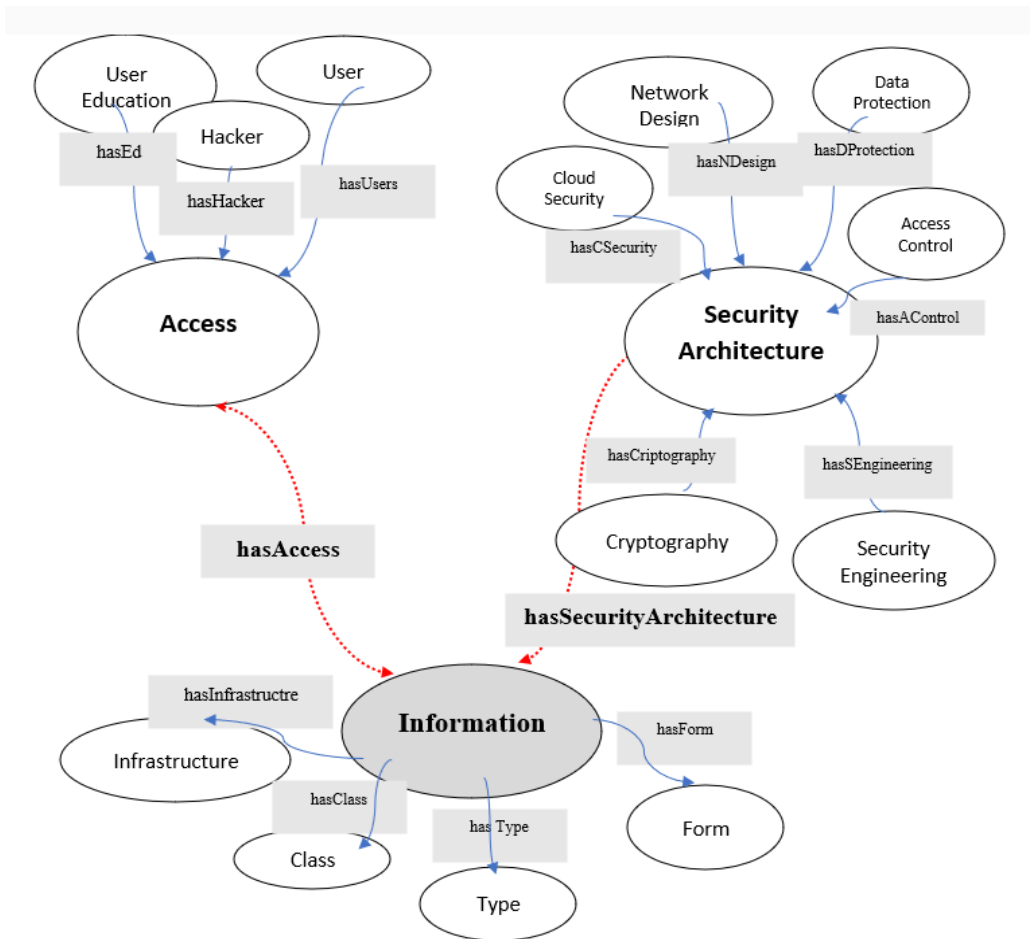 User
Education
User
Hacker
hasEd
hasHacker
hasUsers
Access
Network
Design
Data
Protection
hasNDesign
hasDProtection
Cloud
Security
Access
Control
hasCSecurity
hasAControl
Security
Architecture
hasCriptography
hasSEngineering
Cryptography
Security
Engineering
hasAccess
hasSecurityArchitecture
Information
hasInfrastructre
hasForm
Infrastructure
hasClass
has Type
Form
Class
Type